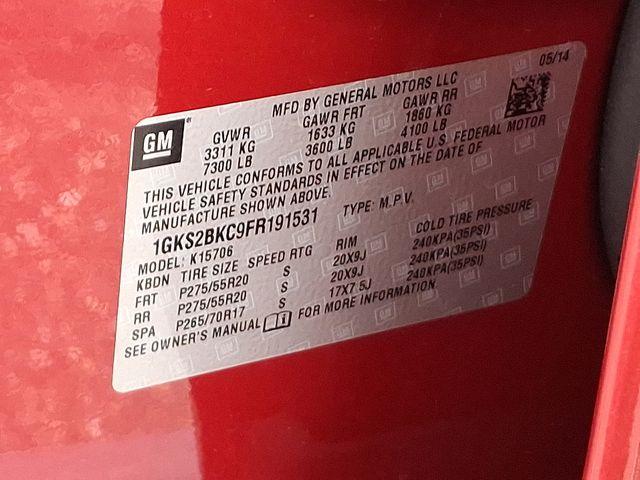 05/14
MFD BY GENERAL MOTORS LLC
GM
GVWR GAWR FRT GAWR RR
3311 KG 1633 KG 1860 KG
7300 LB 3600 LB 4100 LB
THIS VEHICLE CONFORMS TO ALL APPLICABLE U.S. FEDERAL MOTOR
VEHICLE SAFETY STANDARDS IN EFFECT ON THE DATE OF
MANUFACTURE SHOWN ABOVE.
1GKS2BKC9FR191531 TYPE: M.P.V.
MODEL: K15706
KBDN TIRE SIZE SPEED RTG RIM COLD TIRE PRESSURE
FRT P275/55R20 S 20X9J 240KPA(35PSI)
RR P275/55R20 S 20X9J 240KPA(35PSI)
SPA P265/70R17 S 17X7.5J 240KPA(35PSI)
SEE OWNER'S MANUAL FOR MORE INFORMATION.